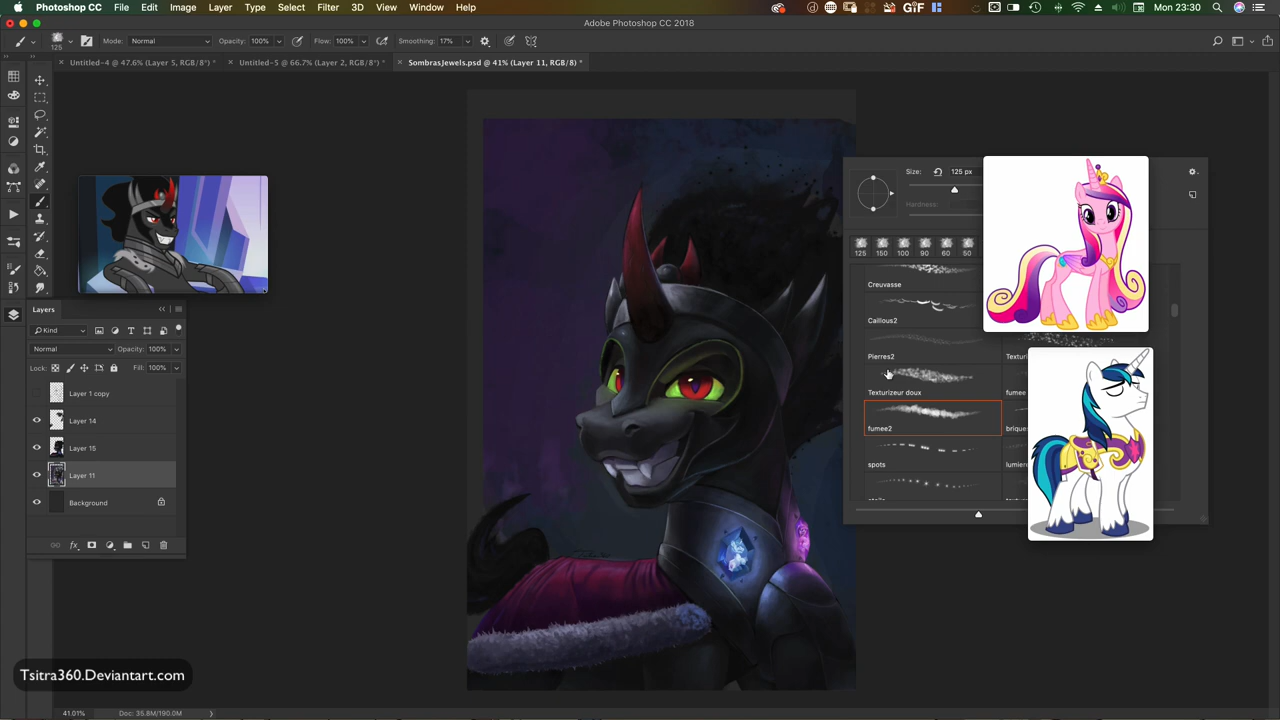 Photoshop CC File Edit Image Layer Type Select Filter 3D View Window Help GiF Mon 23:30
Adobe Photoshop CC 2018
125 Mode: Normal Opacity: 100% Flow: 100% Smoothing: 17%
Untitled-4 @ 47.6% (Layer 5, RGB/8*) * Untitled-5 @ 66.7% (Layer 2, RGB/8*) * SombrasJewels.psd @ 41% (Layer 11, RGB/8) *
Size: 125 px
Hardness:
125 150 100 90 60 50
Creuvasse
Caillous2
Pierres2
Texturizeur doux fumee
fumee2
spots
Layers
Kind
Normal Opacity: 100%
Lock: Fill: 100%
Layer 1 copy
Layer 14
Layer 15
Layer 11
Background
fx
Tsitra360.Deviantart.com
41.01% Doc: 35.8M/190.0M